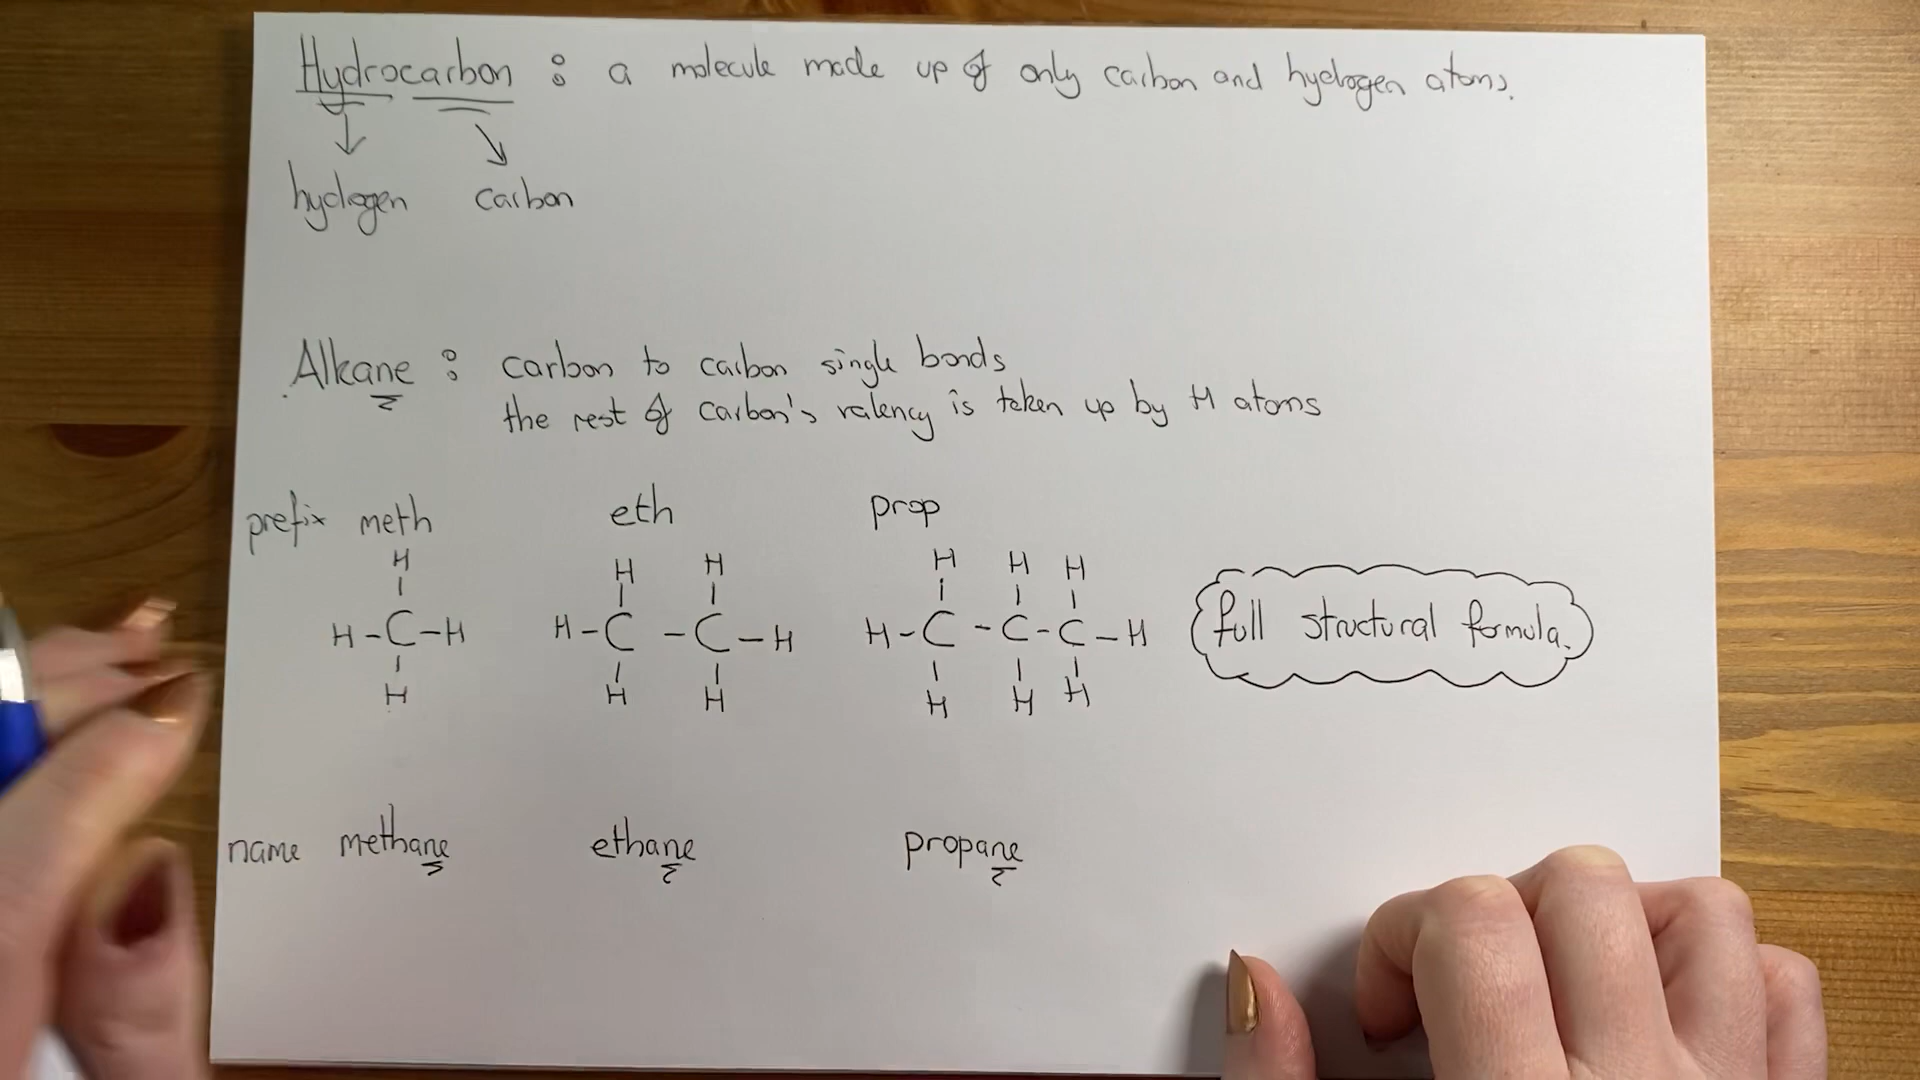 Hydrocarbon : a molecule made up of only carbon and hydrogen atoms.
hydrogen carbon
Alkane : carbon to carbon single bonds
the rest of carbon's valency is taken up by H atoms
prefix meth eth prop
H H H H H H
H-C-H H-C-C-H H-C-C-C-H full structural formula.
H H H H H H
name methane ethane propane